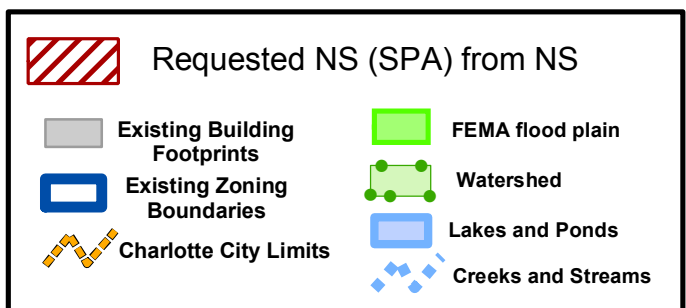 Requested NS (SPA) from NS
Existing Building
Footprints
Existing Zoning
Boundaries
Charlotte City Limits
FEMA flood plain
Watershed
Lakes and Ponds
Creeks and Streams